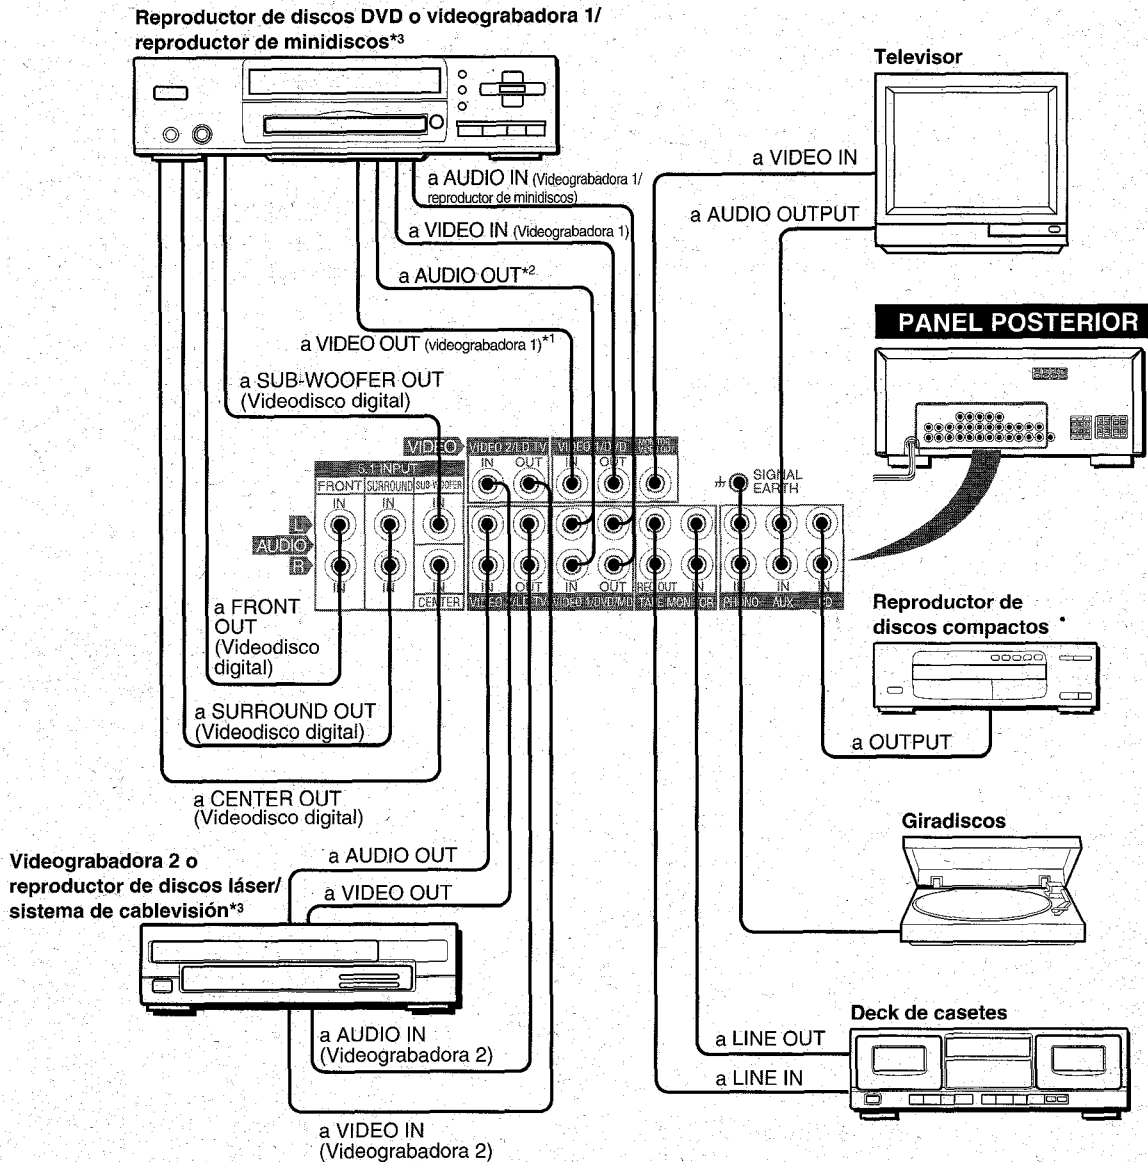 Reproductor de discos DVD o videograbadora 1/
reproductor de minidiscos*3
Televisor
a VIDEO IN
a AUDIO OUTPUT
a AUDIO IN (Videograbadora 1/
reproductor de minidiscos)
a VIDEO IN (Videograbadora 1)
a AUDIO OUT*2
a VIDEO OUT (videograbadora 1)*1
a SUB-WOOFER OUT
(Videodisco digital)
PANEL POSTERIOR
VIDEO VIDEO 2/LD.TV VIDEO 1/DVD
IN OUT IN OUT
5.1 INPUT
FRONT SURROUND SUB-WOOFER
IN IN IN
SIGNAL
EARTH
L
AUDIO
R
IN IN IN IN OUT IN OUT REC OUT IN IN IN
CENTER VIDEO 2/LD.TV VIDEO 1/DVD/MD TAPE MONITOR PHONO AUX CD
a FRONT
OUT
(Videodisco
digital)
a SURROUND OUT
(Videodisco digital)
a CENTER OUT
(Videodisco digital)
Reproductor de
discos compactos
a OUTPUT
Giradiscos
Videograbadora 2 o
reproductor de discos láser/
sistema de cablevisión*3
a AUDIO OUT
a VIDEO OUT
a AUDIO IN
(Videograbadora 2)
a VIDEO IN
(Videograbadora 2)
Deck de casetes
a LINE OUT
a LINE IN